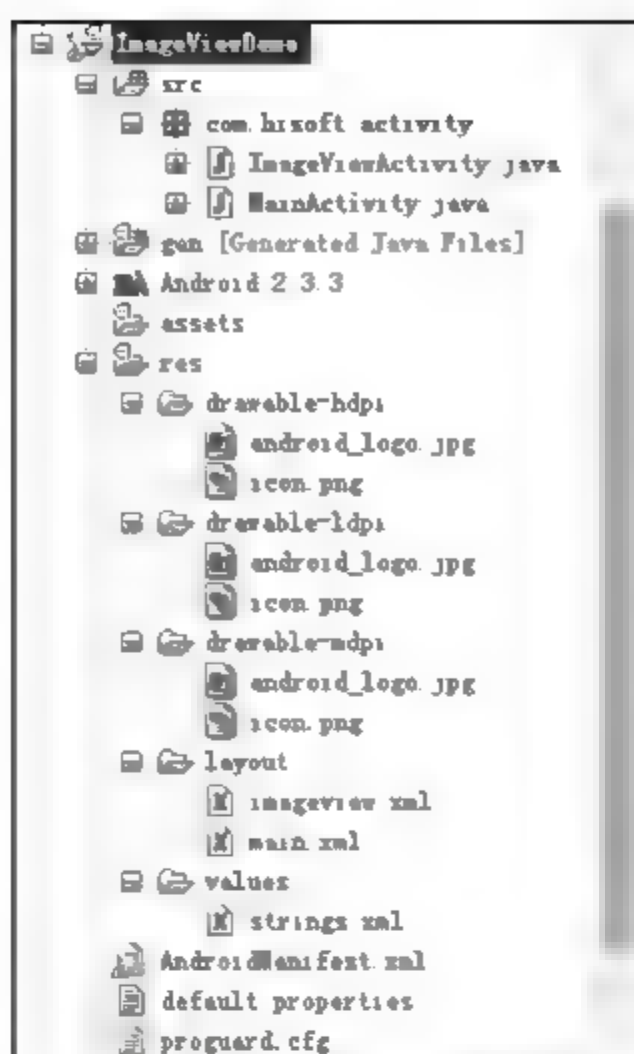 ImageViewDemo
src
com.hisoft.activity
ImageViewActivity.java
MainActivity.java
gen [Generated Java Files]
Android 2.3.3
assets
res
drawable-hdpi
android_logo.jpg
icon.png
drawable-ldpi
android_logo.jpg
icon.png
drawable-mdpi
android_logo.jpg
icon.png
layout
imageview.xml
main.xml
values
strings.xml
AndroidManifest.xml
default.properties
proguard.cfg